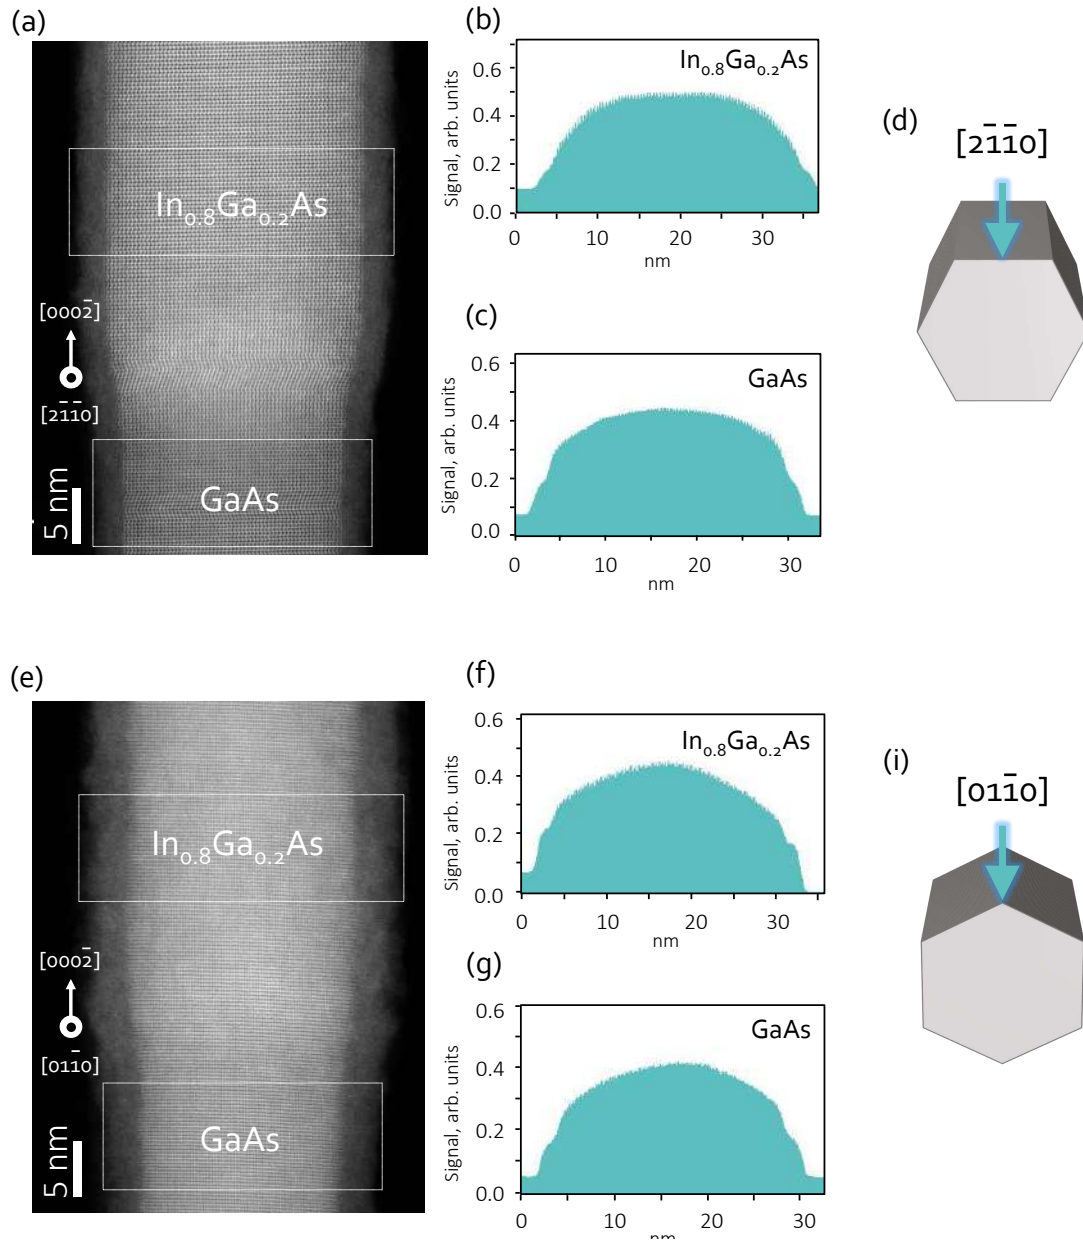 (a)
In₀.₈Ga₀.₂As
[0002̄]
[21̄1̄0]
GaAs
5 nm
(b)
In₀.₈Ga₀.₂As
Signal, arb. units
0.6
0.4
0.2
0.0
0 10 20 30
nm
(c)
GaAs
Signal, arb. units
0.6
0.4
0.2
0.0
0 10 20 30
nm
(d)
[21̄1̄0]
(e)
In₀.₈Ga₀.₂As
[0002̄]
[011̄0]
GaAs
5 nm
(f)
In₀.₈Ga₀.₂As
Signal, arb. units
0.6
0.4
0.2
0.0
0 10 20 30
nm
(g)
GaAs
Signal, arb. units
0.6
0.4
0.2
0.0
0 10 20 30
nm
(i)
[011̄0]